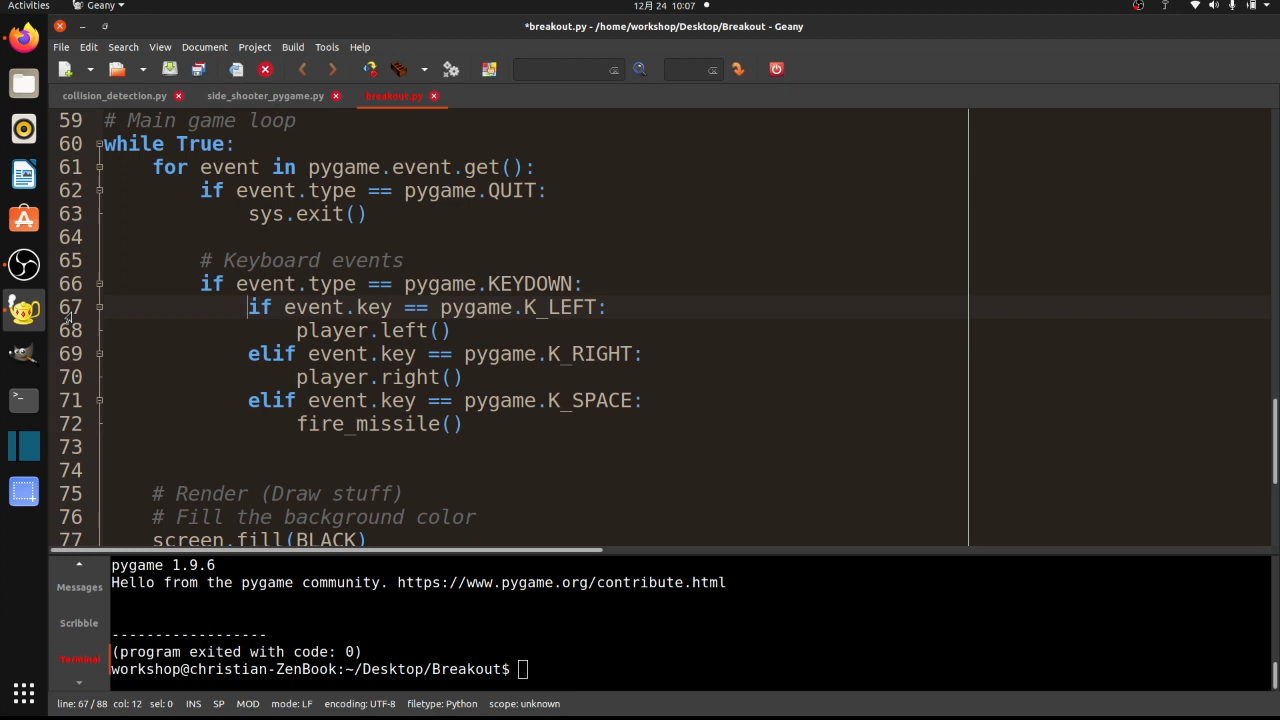 Activities
Geany
12月 24 10:07
*breakout.py - /home/workshop/Desktop/Breakout - Geany
File Edit Search View Document Project Build Tools Help
collision_detection.py side_shooter_pygame.py breakout.py
59 # Main game loop
60 while True:
61 for event in pygame.event.get():
62 if event.type == pygame.QUIT:
63 sys.exit()
64
65 # Keyboard events
66 if event.type == pygame.KEYDOWN:
67 if event.key == pygame.K_LEFT:
68 player.left()
69 elif event.key == pygame.K_RIGHT:
70 player.right()
71 elif event.key == pygame.K_SPACE:
72 fire_missile()
73
74
75 # Render (Draw stuff)
76 # Fill the background color
77 screen.fill(BLACK)
Messages
Scribble
Terminal
pygame 1.9.6
Hello from the pygame community. https://www.pygame.org/contribute.html
------------------
(program exited with code: 0)
workshop@christian-ZenBook:~/Desktop/Breakout$
line: 67 / 88 col: 12 sel: 0 INS SP MOD mode: LF encoding: UTF-8 filetype: Python scope: unknown